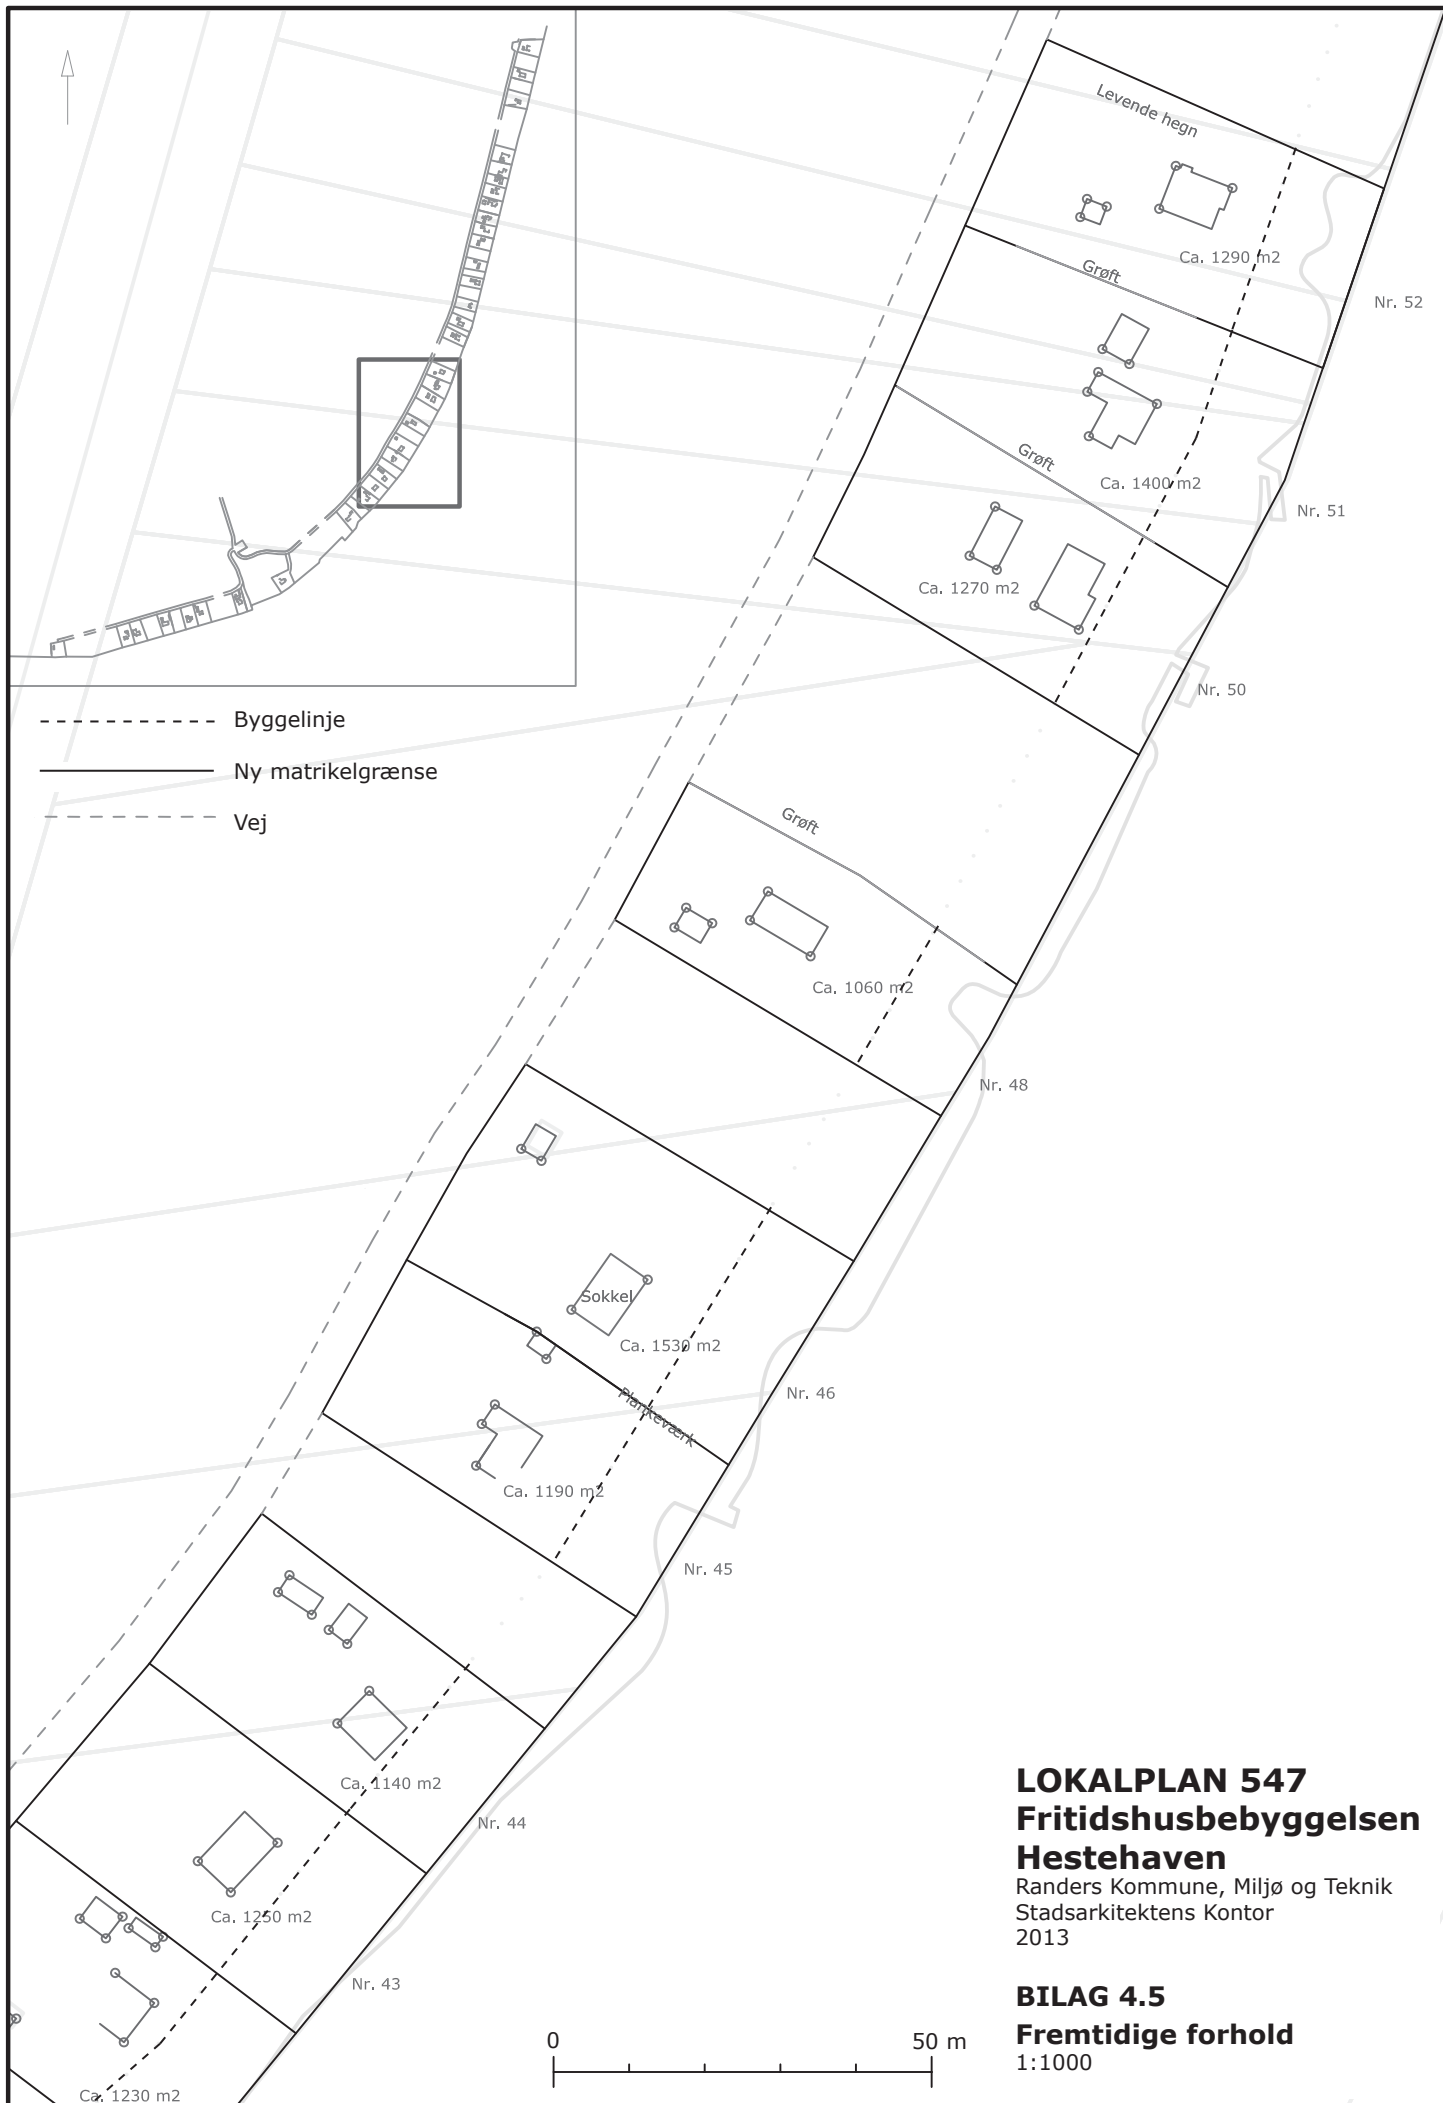 Levende hegn
Ca. 1290 m2
Grøft
Nr. 52
Ca. 1400 m2
Grøft
Nr. 51
Ca. 1270 m2
Nr. 50
Byggelinje
Ny matrikelgrænse
Vej
Grøft
Ca. 1060 m2
Nr. 48
Sokkel
Ca. 1530 m2
Nr. 46
Plankeværk
Ca. 1190 m2
Nr. 45
Ca. 1140 m2
Nr. 44
Ca. 1250 m2
Nr. 43
Ca. 1230 m2
0 50 m
LOKALPLAN 547
Fritidshusbebyggelsen
Hestehaven
Randers Kommune, Miljø og Teknik
Stadsarkitektens Kontor
2013
BILAG 4.5
Fremtidige forhold
1:1000